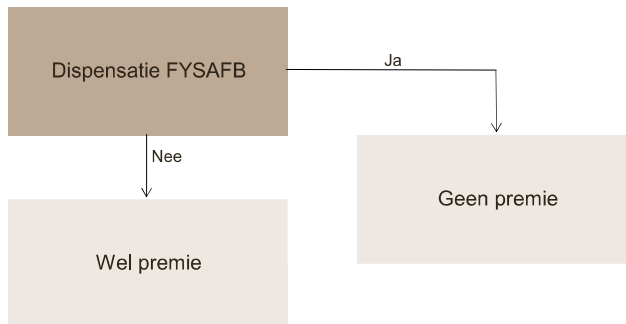 Dispensatie FYSAFB
Ja
Nee
Geen premie
Wel premie